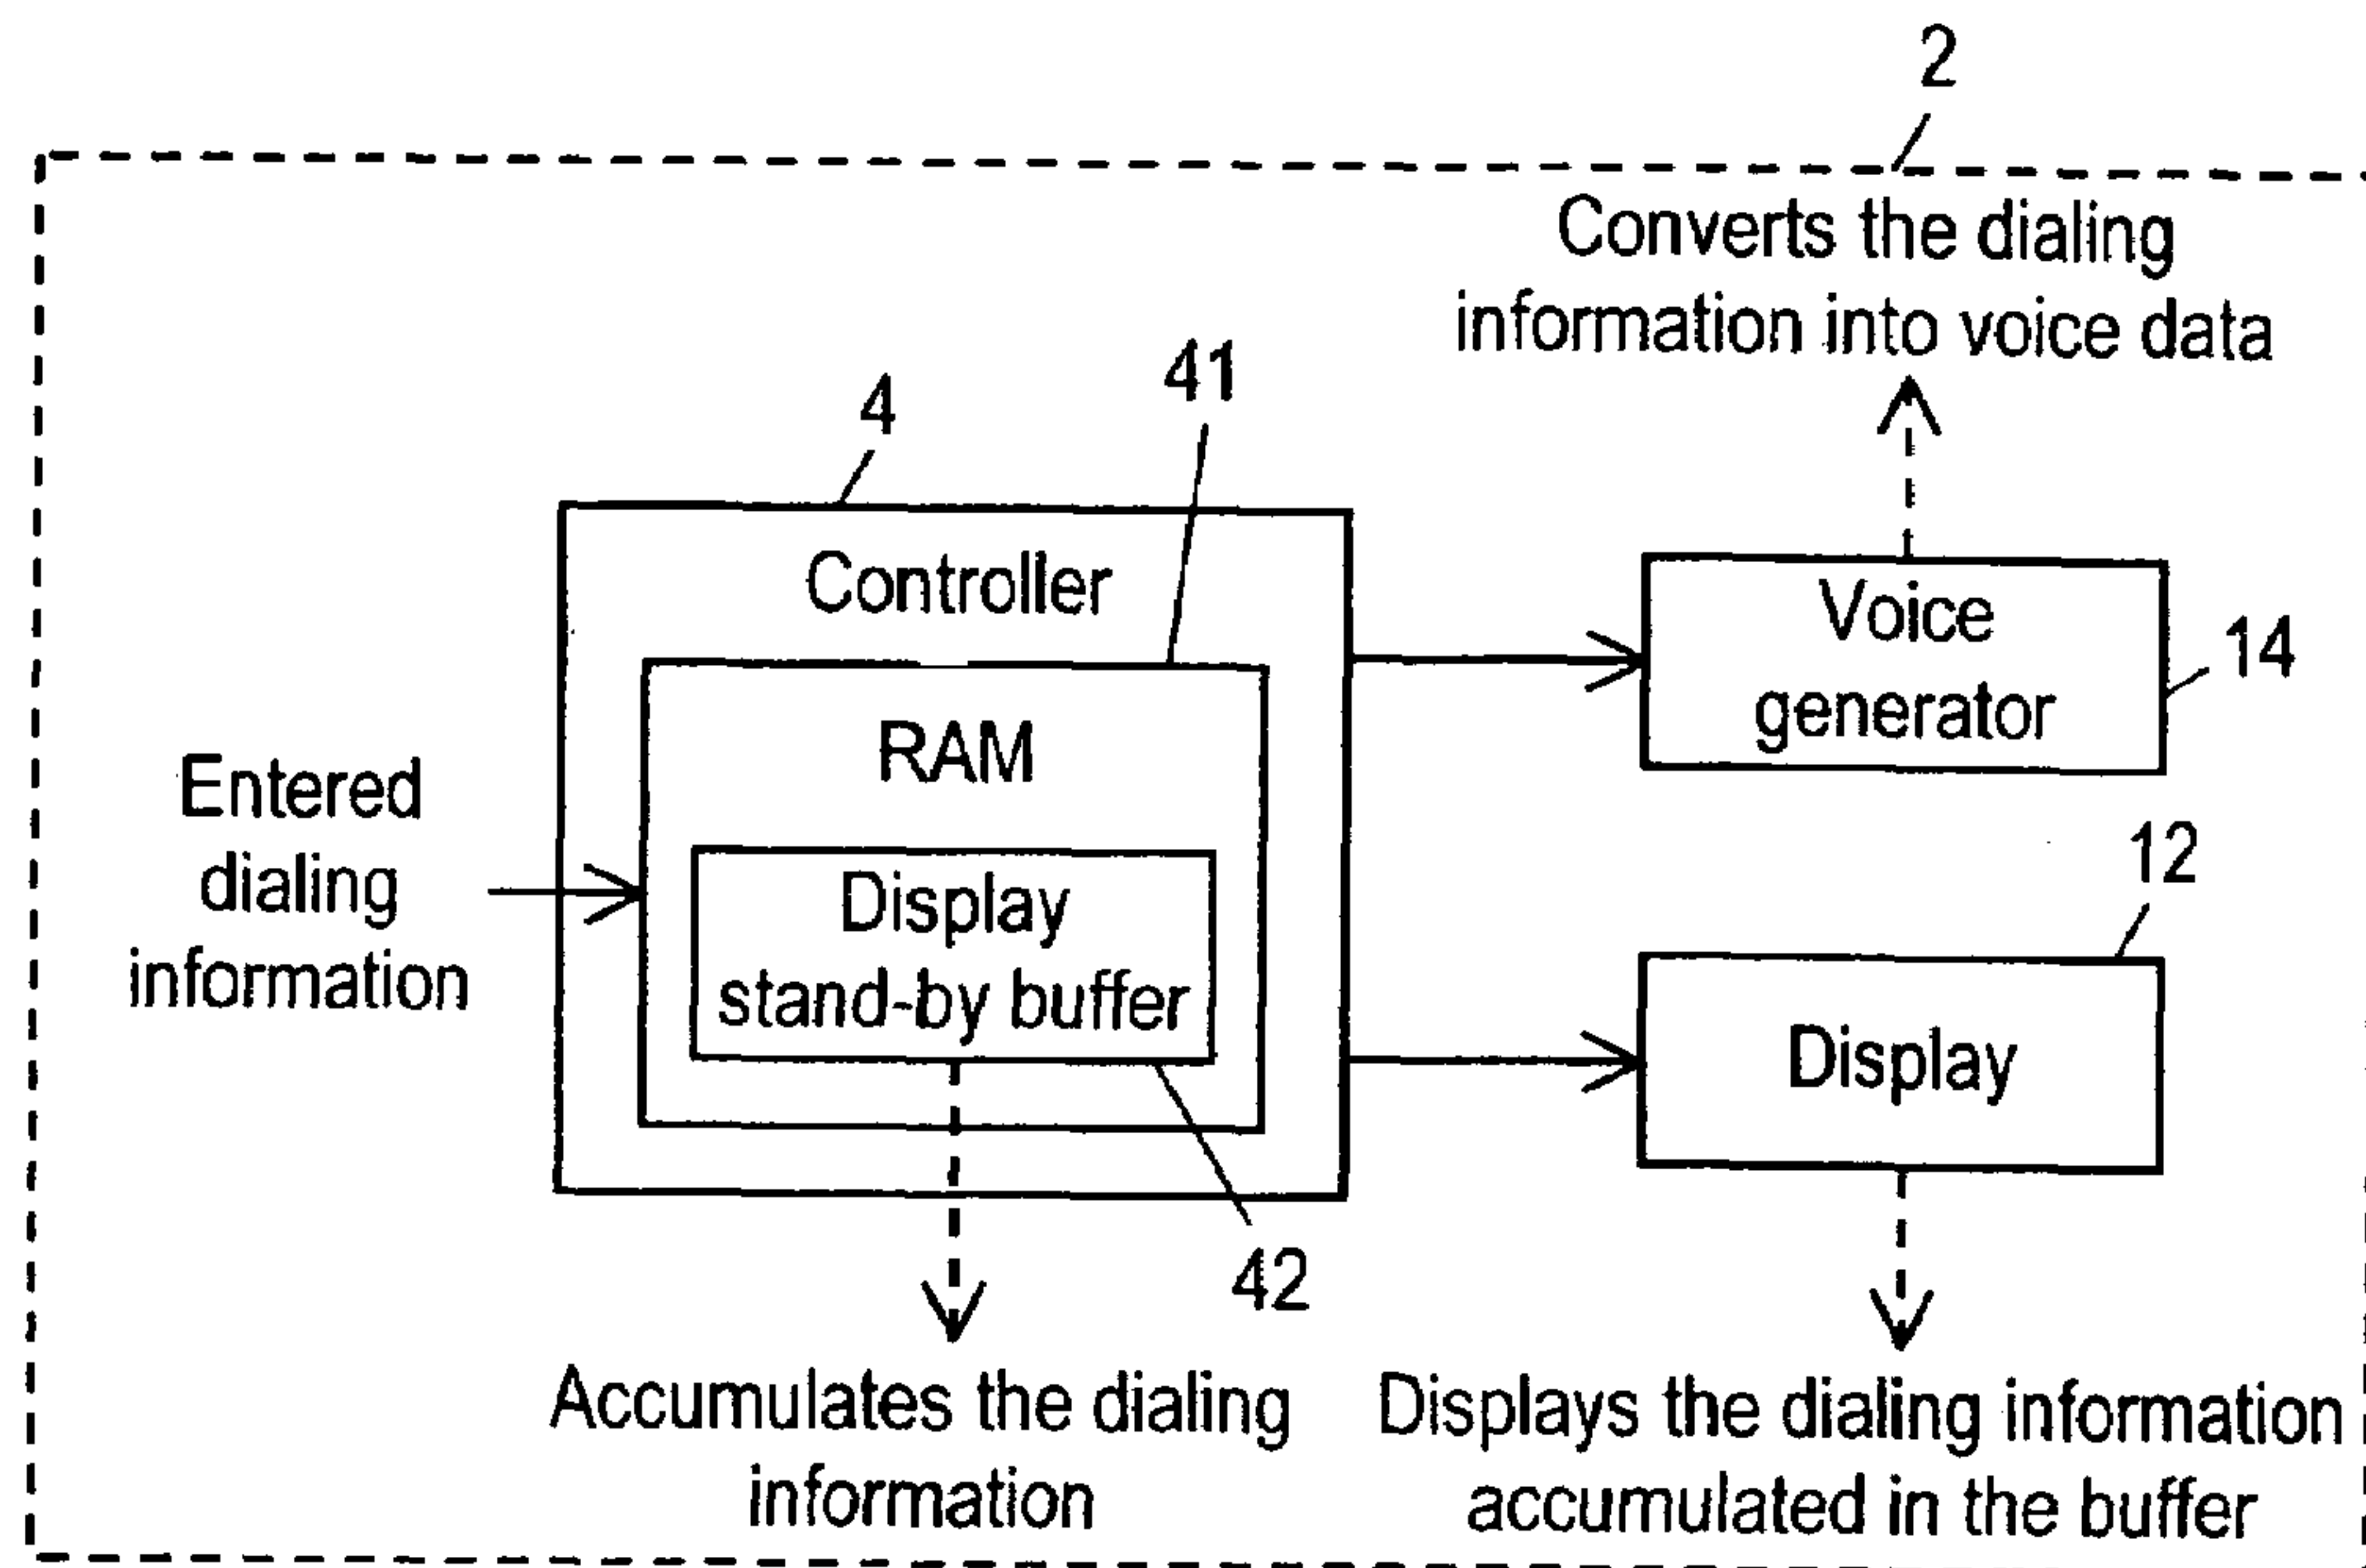 2
Converts the dialing
information into voice data
41
4
Controller
Voice
generator
14
RAM
Entered
dialing
information
Display
stand-by buffer
12
Display
42
Accumulates the dialing
information
Displays the dialing information
accumulated in the buffer